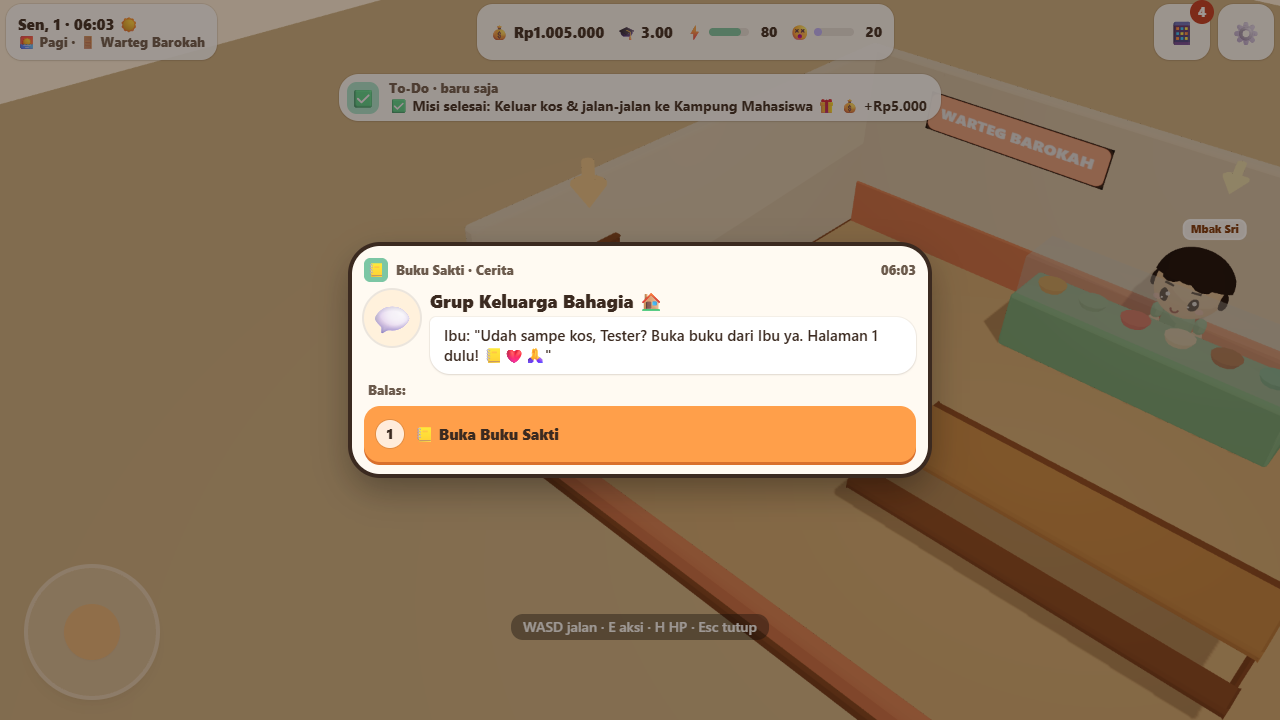 Sen, 1 · 06:03
Pagi · Warteg Barokah
Rp1.005.000
3.00
80
20
4
To-Do · baru saja
Misi selesai: Keluar kos & jalan-jalan ke Kampung Mahasiswa +Rp5.000
WARTEG BAROKAH
Mbak Sri
Buku Sakti · Cerita
06:03
Grup Keluarga Bahagia
Ibu: "Udah sampe kos, Tester? Buka buku dari Ibu ya. Halaman 1
dulu! 📒 💗 🙏"
Balas:
1
Buka Buku Sakti
WASD jalan · E aksi · H HP · Esc tutup